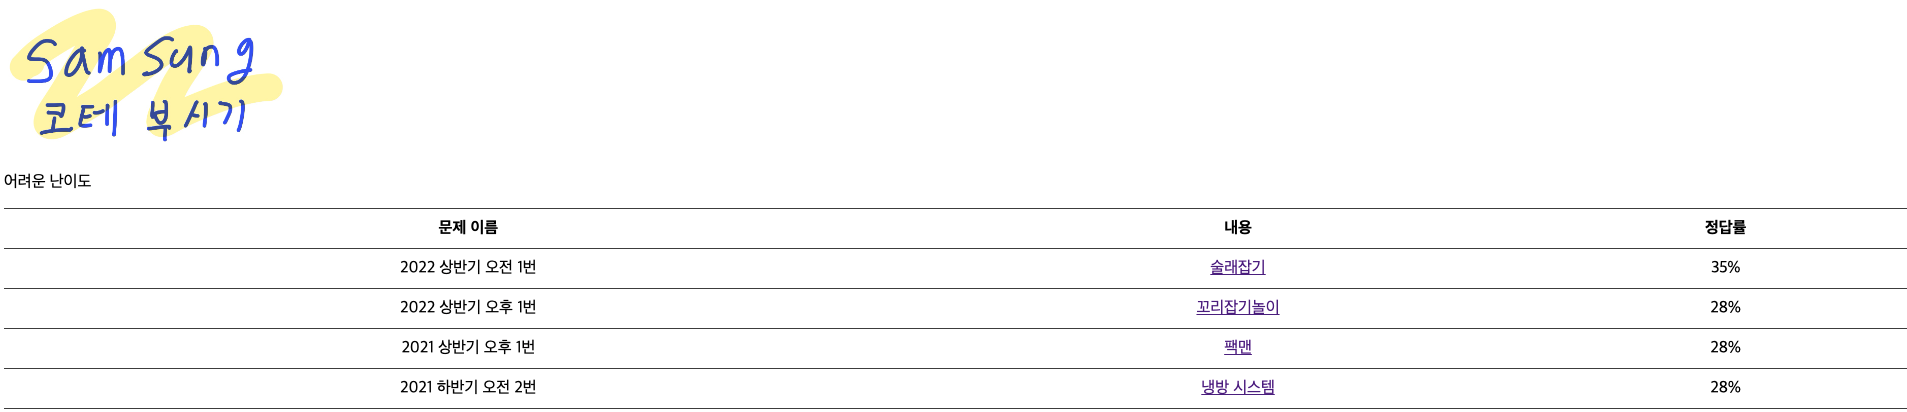 Samsung
코테 부시기
어려운 난이도
문제 이름 내용 정답률
2022 상반기 오전 1번 술래잡기 35%
2022 상반기 오후 1번 꼬리잡기놀이 28%
2021 상반기 오후 1번 팩맨 28%
2021 하반기 오전 2번 냉방 시스템 28%